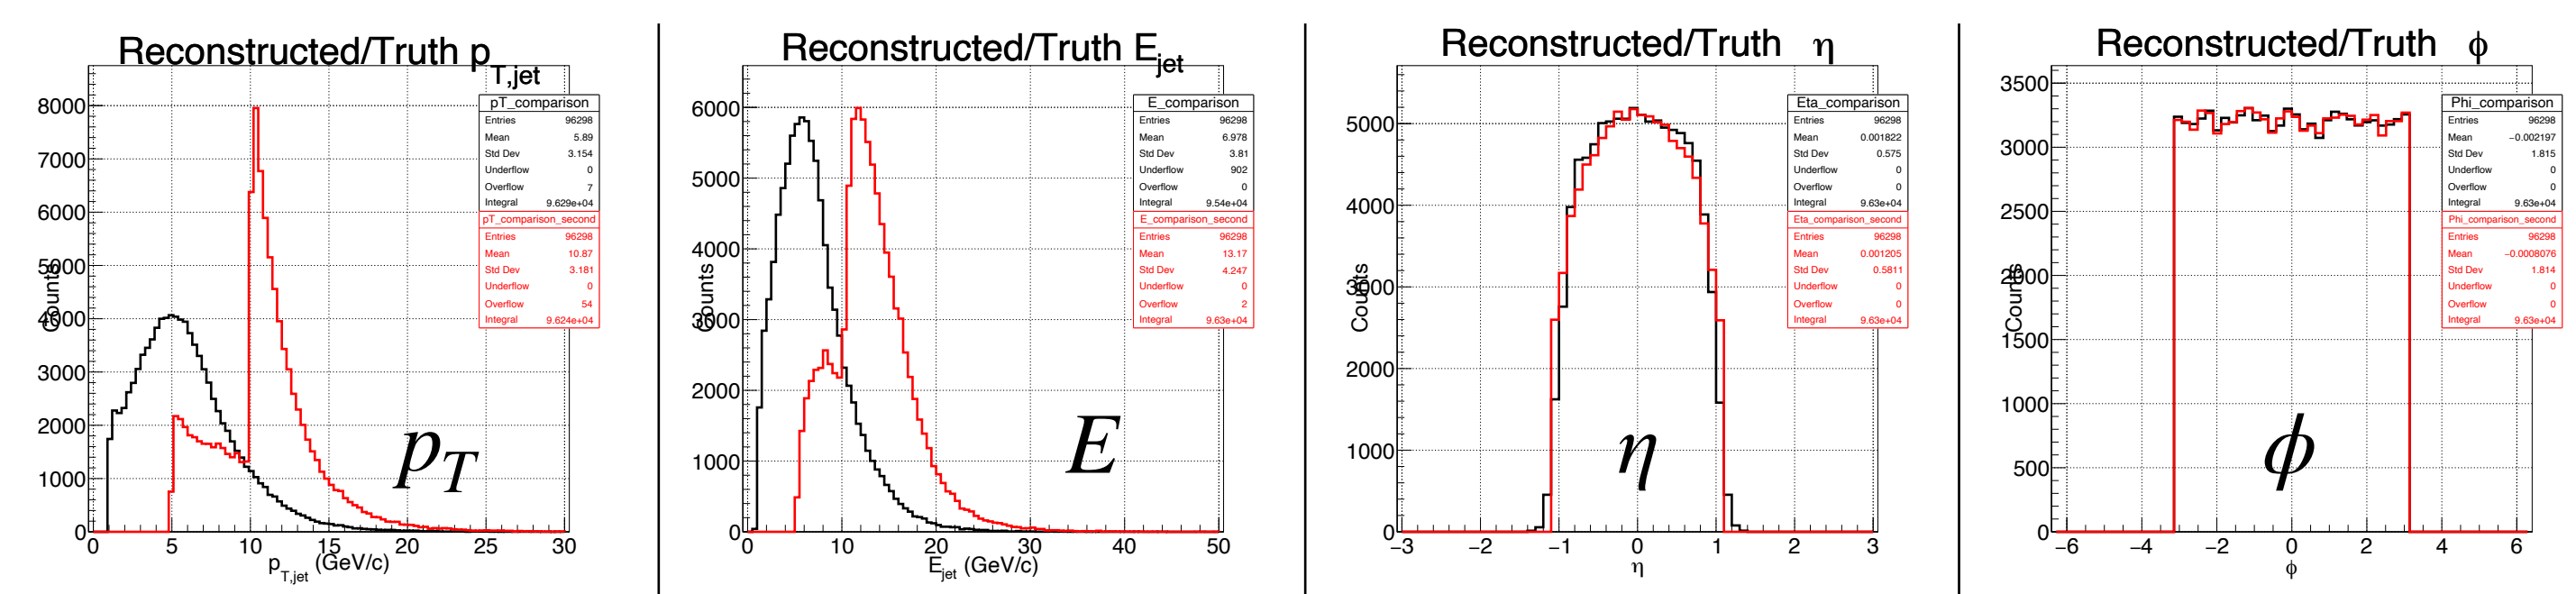 Reconstructed/Truth p T,jet
pT_comparison
Entries 96298
Mean 5.89
Std Dev 3.154
Underflow 0
Overflow 7
Integral 9.629e+04
pT_comparison_second
Entries 96298
Mean 10.87
Std Dev 3.181
Underflow 0
Overflow 54
Integral 9.624e+04
8000
7000
6000
5000
4000
3000
2000
1000
0
Counts
pT
0 5 10 15 20 25 30
p T,jet (GeV/c)
Reconstructed/Truth E jet
E_comparison
Entries 96298
Mean 6.978
Std Dev 3.81
Underflow 902
Overflow 0
Integral 9.54e+04
E_comparison_second
Entries 96298
Mean 13.17
Std Dev 4.247
Underflow 0
Overflow 2
Integral 9.63e+04
6000
5000
4000
3000
2000
1000
0
Counts
E
0 10 20 30 40 50
E jet (GeV/c)
Reconstructed/Truth η
Eta_comparison
Entries 96298
Mean 0.001822
Std Dev 0.575
Underflow 0
Overflow 0
Integral 9.63e+04
Eta_comparison_second
Entries 96298
Mean 0.001205
Std Dev 0.5811
Underflow 0
Overflow 0
Integral 9.63e+04
5000
4000
3000
2000
1000
0
Counts
η
−3 −2 −1 0 1 2 3
η
Reconstructed/Truth ϕ
Phi_comparison
Entries 96298
Mean −0.002197
Std Dev 1.815
Underflow 0
Overflow 0
Integral 9.63e+04
Phi_comparison_second
Entries 96298
Mean −0.0008076
Std Dev 1.814
Underflow 0
Overflow 0
Integral 9.63e+04
3500
3000
2500
2000
1500
1000
500
0
Counts
ϕ
−6 −4 −2 0 2 4 6
ϕ